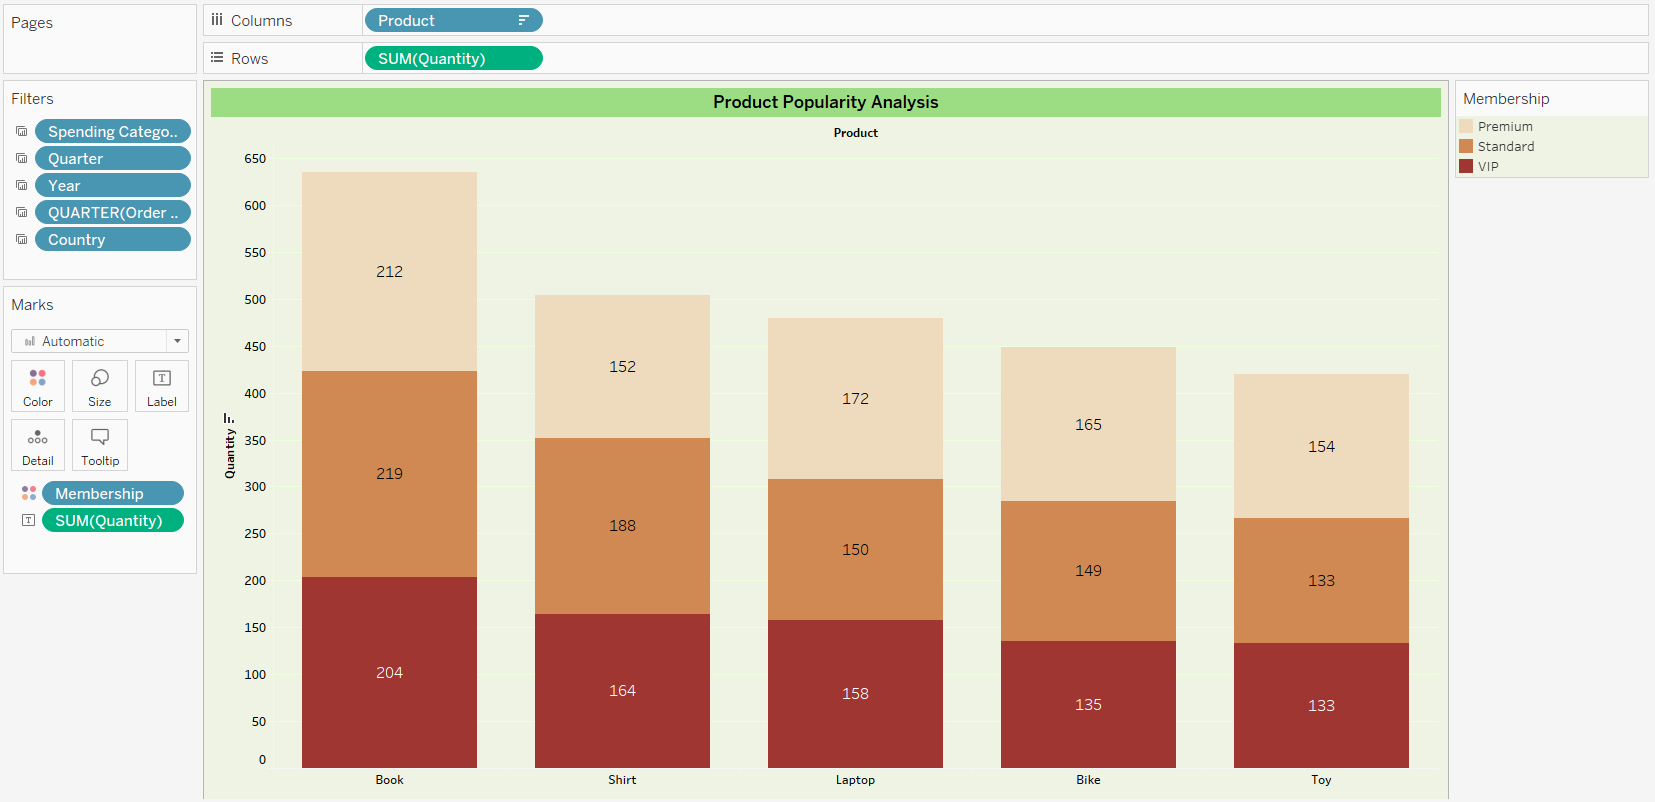 Pages
Columns
Product
Rows
SUM(Quantity)
Filters
Spending Catego..
Quarter
Year
QUARTER(Order ..
Country
Marks
Automatic
Color
Size
Label
Detail
Tooltip
Membership
SUM(Quantity)
Product Popularity Analysis
Product
Quantity
650
600
550
500
450
400
350
300
250
200
150
100
50
0
212
219
204
152
188
164
172
150
158
165
149
135
154
133
133
Book
Shirt
Laptop
Bike
Toy
Membership
Premium
Standard
VIP